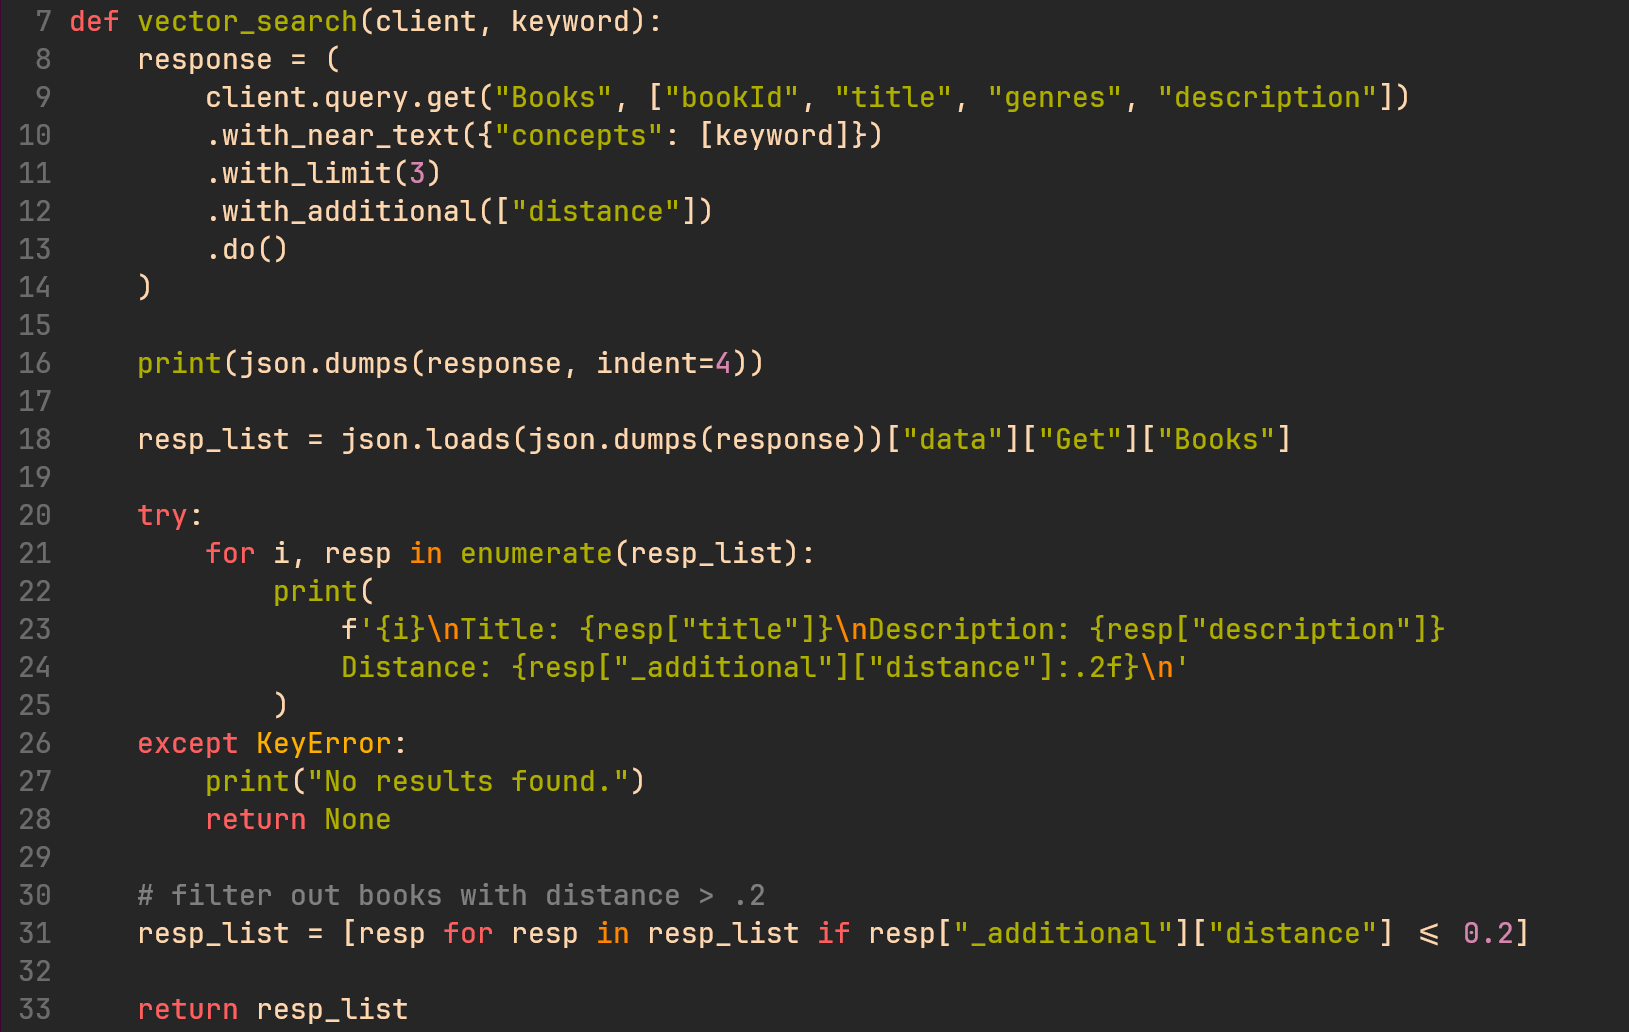 7 def vector_search(client, keyword):
8     response = (
9         client.query.get("Books", ["bookId", "title", "genres", "description"])
10         .with_near_text({"concepts": [keyword]})
11         .with_limit(3)
12         .with_additional(["distance"])
13         .do()
14     )
15
16     print(json.dumps(response, indent=4))
17
18     resp_list = json.loads(json.dumps(response))["data"]["Get"]["Books"]
19
20     try:
21         for i, resp in enumerate(resp_list):
22             print(
23                 f'{i}\nTitle: {resp["title"]}\nDescription: {resp["description"]}
24                 Distance: {resp["_additional"]["distance"]:.2f}\n'
25             )
26     except KeyError:
27         print("No results found.")
28         return None
29
30     # filter out books with distance > .2
31     resp_list = [resp for resp in resp_list if resp["_additional"]["distance"] <= 0.2]
32
33     return resp_list